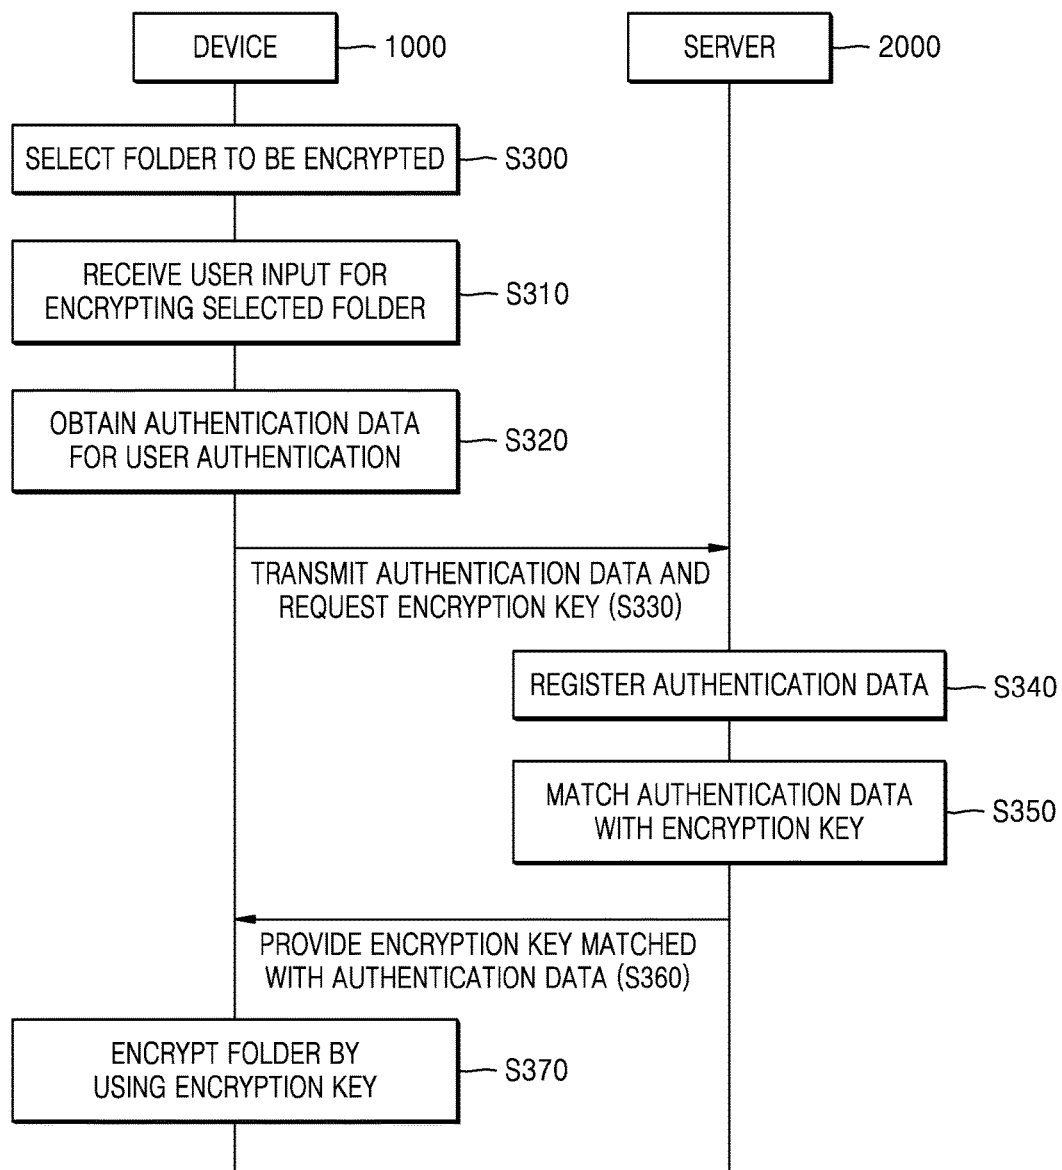 DEVICE
1000
SERVER
2000
SELECT FOLDER TO BE ENCRYPTED
S300
RECEIVE USER INPUT FOR
ENCRYPTING SELECTED FOLDER
S310
OBTAIN AUTHENTICATION DATA
FOR USER AUTHENTICATION
S320
TRANSMIT AUTHENTICATION DATA AND
REQUEST ENCRYPTION KEY (S330)
REGISTER AUTHENTICATION DATA
S340
MATCH AUTHENTICATION DATA
WITH ENCRYPTION KEY
S350
PROVIDE ENCRYPTION KEY MATCHED
WITH AUTHENTICATION DATA (S360)
ENCRYPT FOLDER BY
USING ENCRYPTION KEY
S370